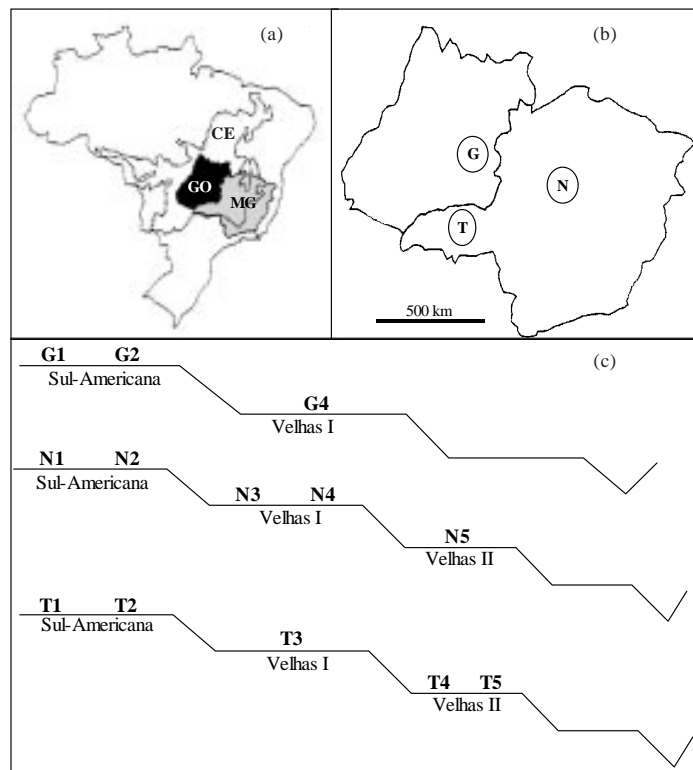 (a)
CE
GO
MG
(b)
G
N
T
500 km
(c)
G1 G2
Sul-Americana
G4
Velhas I
N1 N2
Sul-Americana
N3 N4
Velhas I
N5
Velhas II
T1 T2
Sul-Americana
T3
Velhas I
T4 T5
Velhas II